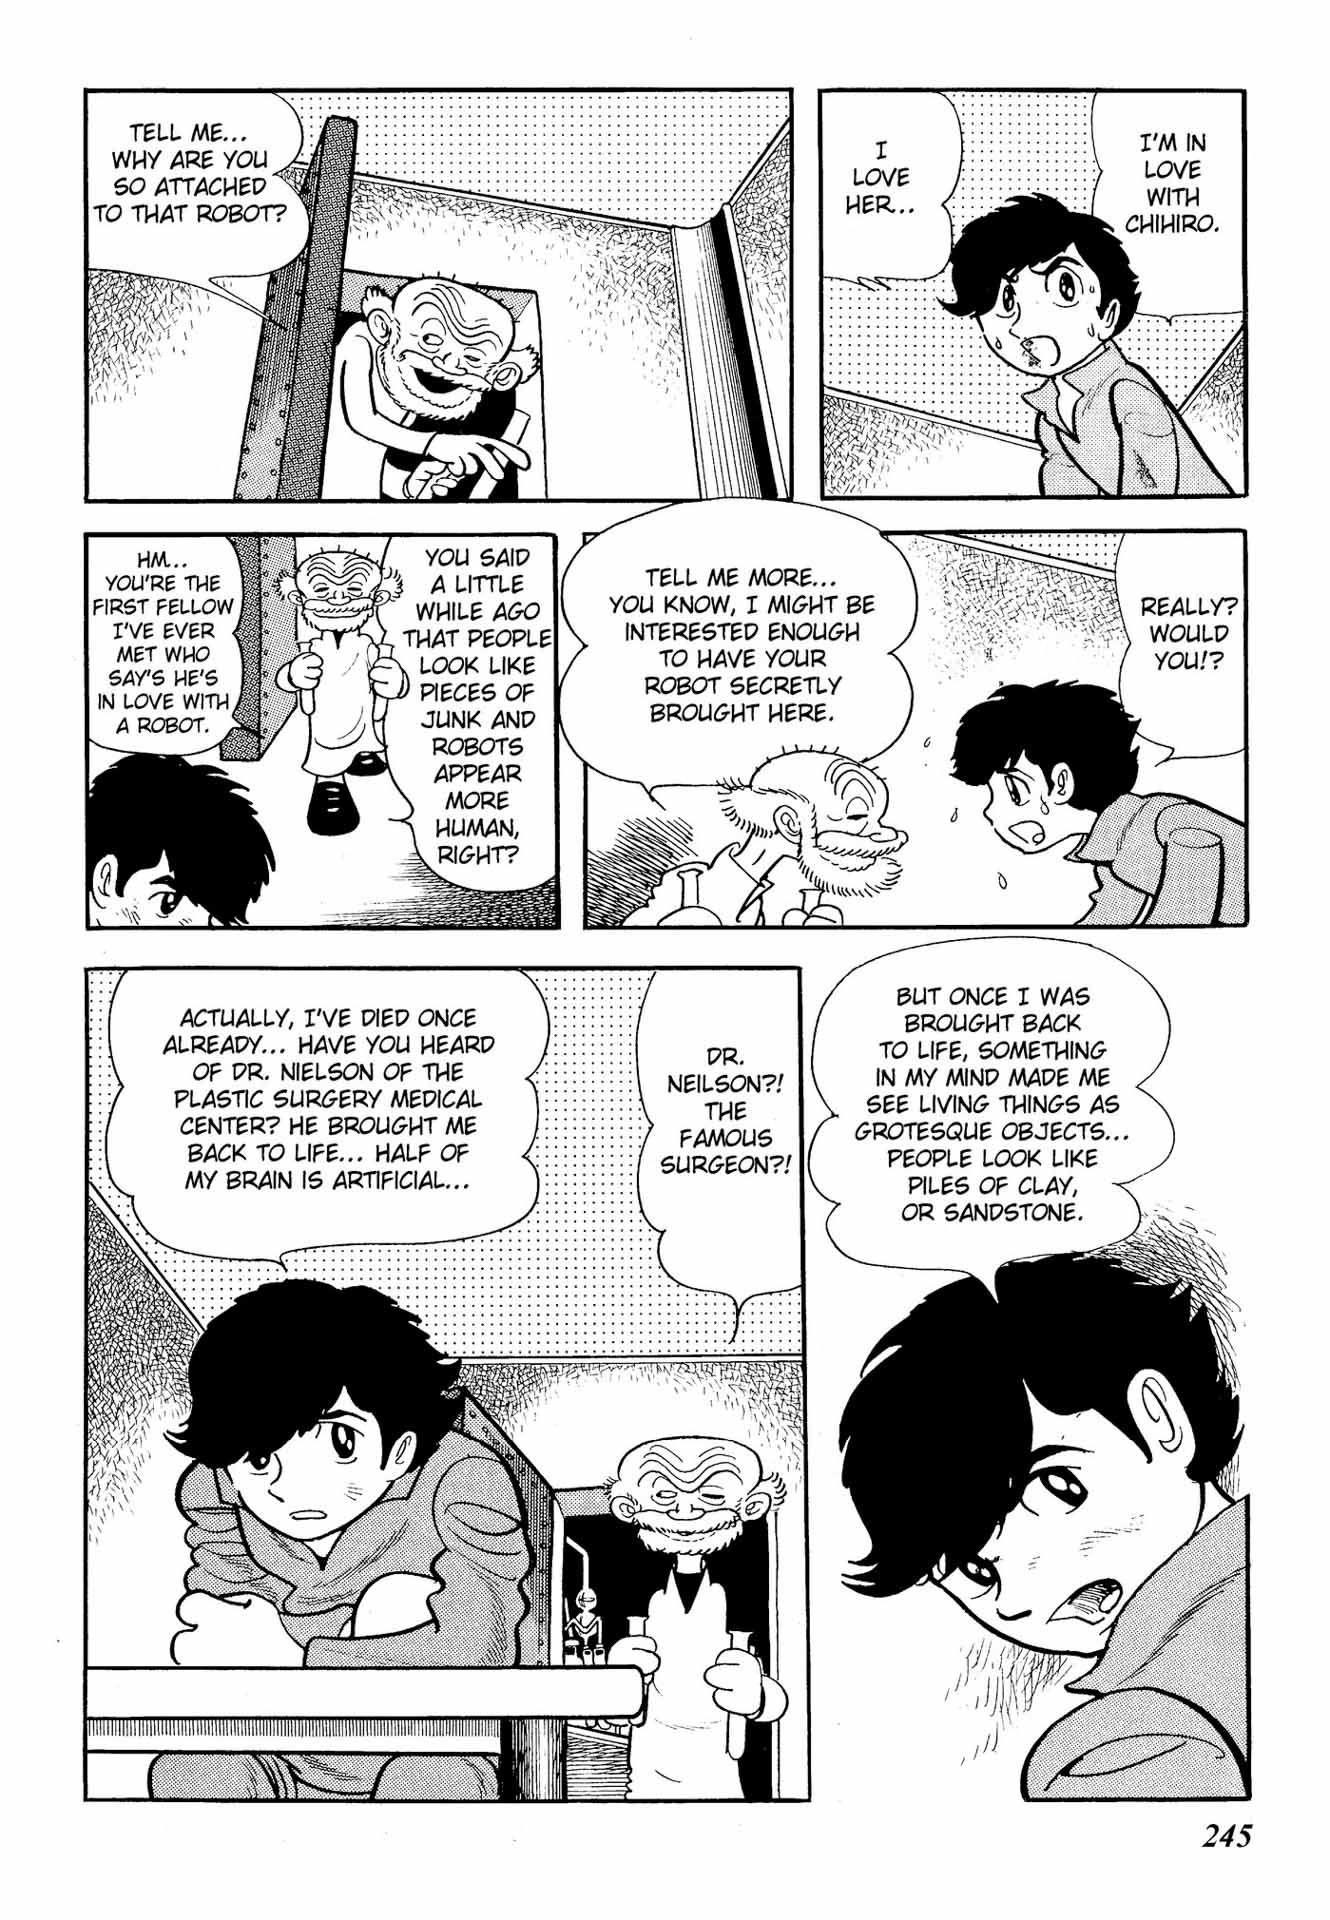 TELL ME...
WHY ARE YOU
SO ATTACHED
TO THAT ROBOT?
I
LOVE
HER...
I'M IN
LOVE
WITH
CHIHIRO.
HM...
YOU'RE THE
FIRST FELLOW
I'VE EVER
MET WHO
SAY'S HE'S
IN LOVE WITH
A ROBOT.
YOU SAID
A LITTLE
WHILE AGO
THAT PEOPLE
LOOK LIKE
PIECES OF
JUNK AND
ROBOTS
APPEAR
MORE
HUMAN,
RIGHT?
TELL ME MORE...
YOU KNOW, I MIGHT BE
INTERESTED ENOUGH
TO HAVE YOUR
ROBOT SECRETLY
BROUGHT HERE.
REALLY?
WOULD
YOU!?
ACTUALLY, I'VE DIED ONCE
ALREADY... HAVE YOU HEARD
OF DR. NIELSON OF THE
PLASTIC SURGERY MEDICAL
CENTER? HE BROUGHT ME
BACK TO LIFE... HALF OF
MY BRAIN IS ARTIFICIAL...
DR.
NEILSON?!
THE
FAMOUS
SURGEON?!
BUT ONCE I WAS
BROUGHT BACK
TO LIFE, SOMETHING
IN MY MIND MADE ME
SEE LIVING THINGS AS
GROTESQUE OBJECTS...
PEOPLE LOOK LIKE
PILES OF CLAY,
OR SANDSTONE.
245